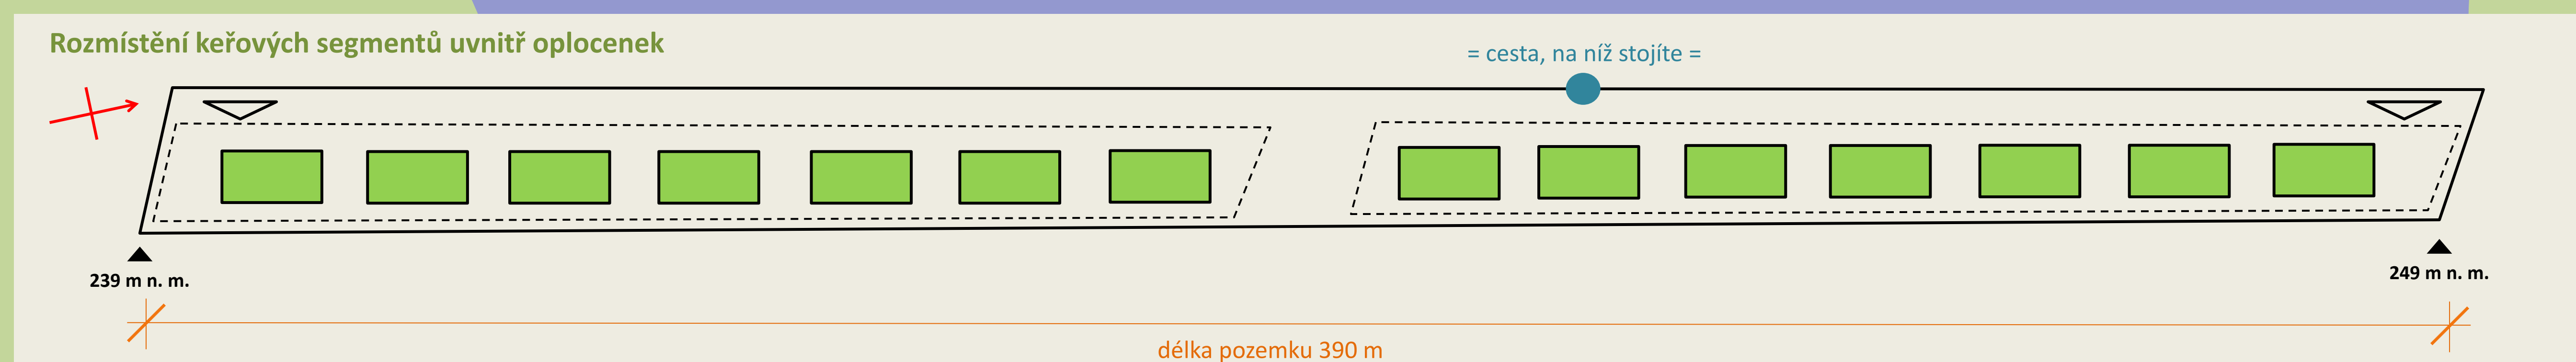 Rozmístění keřových segmentů uvnitř oplocenek
= cesta, na níž stojíte =
239 m n. m.
249 m n. m.
délka pozemku 390 m